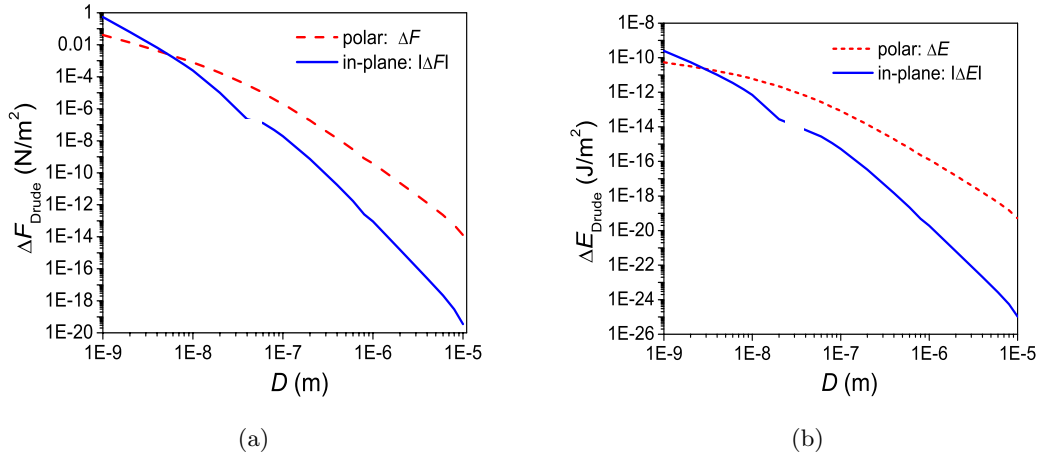 1
0.01
1E-4
1E-6
1E-8
1E-10
1E-12
1E-14
1E-16
1E-18
1E-20
ΔF_Drude (N/m²)
polar: ΔF
in-plane: |ΔF|
1E-9 1E-8 1E-7 1E-6 1E-5
D (m)
(a)
1E-8
1E-10
1E-12
1E-14
1E-16
1E-18
1E-20
1E-22
1E-24
1E-26
ΔE_Drude (J/m²)
polar: ΔE
in-plane: |ΔE|
1E-9 1E-8 1E-7 1E-6 1E-5
D (m)
(b)